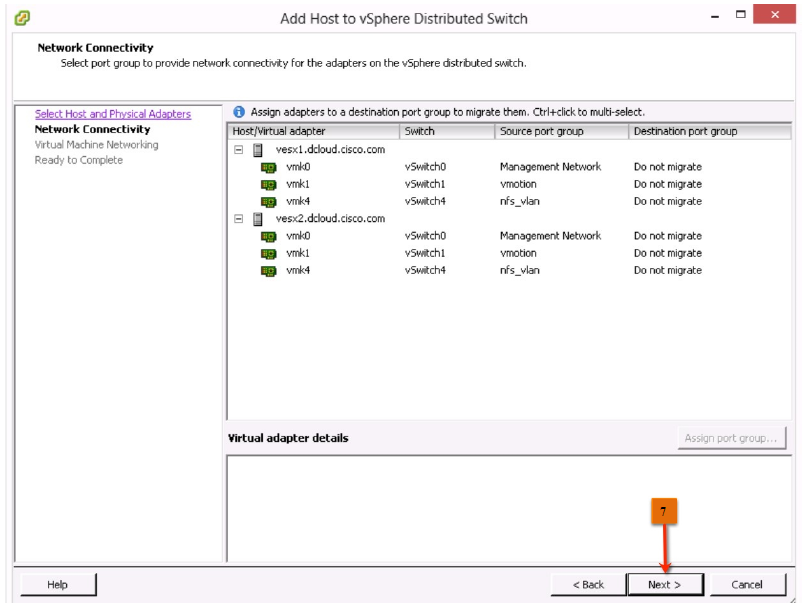 Add Host to vSphere Distributed Switch
Network Connectivity
Select port group to provide network connectivity for the adapters on the vSphere distributed switch.
Select Host and Physical Adapters
Network Connectivity
Virtual Machine Networking
Ready to Complete
Assign adapters to a destination port group to migrate them. Ctrl+click to multi-select.
Host/Virtual adapter Switch Source port group Destination port group
vesx1.dcloud.cisco.com
vmk0 vSwitch0 Management Network Do not migrate
vmk1 vSwitch1 vmotion Do not migrate
vmk4 vSwitch4 nfs_vlan Do not migrate
vesx2.dcloud.cisco.com
vmk0 vSwitch0 Management Network Do not migrate
vmk1 vSwitch1 vmotion Do not migrate
vmk4 vSwitch4 nfs_vlan Do not migrate
Virtual adapter details Assign port group...
7
Help < Back Next > Cancel